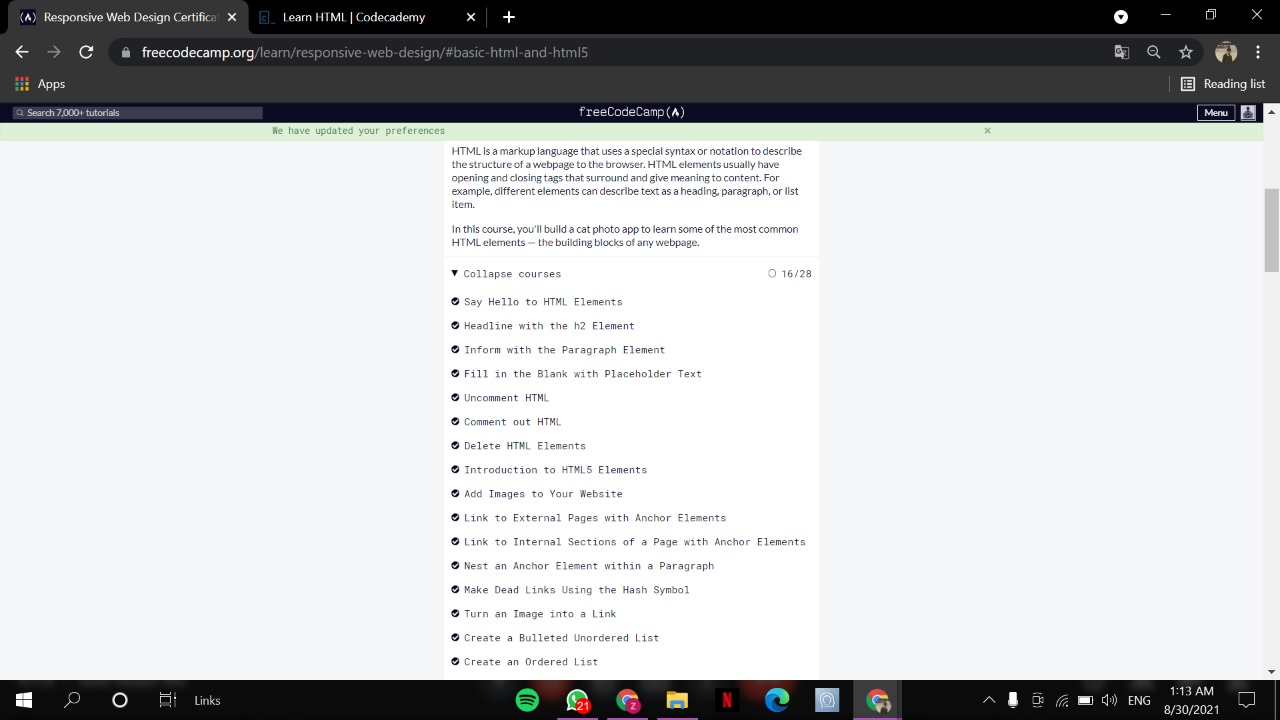 Responsive Web Design Certifica
Learn HTML | Codecademy
freecodecamp.org/learn/responsive-web-design/#basic-html-and-html5
Apps
Reading list
Search 7,000+ tutorials
freeCodeCamp(🔥)
Menu
We have updated your preferences
×
HTML is a markup language that uses a special syntax or notation to describe
the structure of a webpage to the browser. HTML elements usually have
opening and closing tags that surround and give meaning to content. For
example, different elements can describe text as a heading, paragraph, or list
item.
In this course, you'll build a cat photo app to learn some of the most common
HTML elements — the building blocks of any webpage.
Collapse courses
16/28
Say Hello to HTML Elements
Headline with the h2 Element
Inform with the Paragraph Element
Fill in the Blank with Placeholder Text
Uncomment HTML
Comment out HTML
Delete HTML Elements
Introduction to HTML5 Elements
Add Images to Your Website
Link to External Pages with Anchor Elements
Link to Internal Sections of a Page with Anchor Elements
Nest an Anchor Element within a Paragraph
Make Dead Links Using the Hash Symbol
Turn an Image into a Link
Create a Bulleted Unordered List
Create an Ordered List
Links
21
Z
N
ENG
1:13 AM
8/30/2021